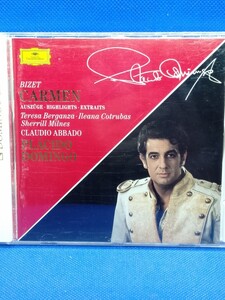 BIZET
CARMEN
AUSZÜGE · HIGHLIGHTS · EXTRAITS
Teresa Berganza · Ileana Cotrubas
Sherrill Milnes
CLAUDIO ABBADO
PLACIDO
DOMINGO